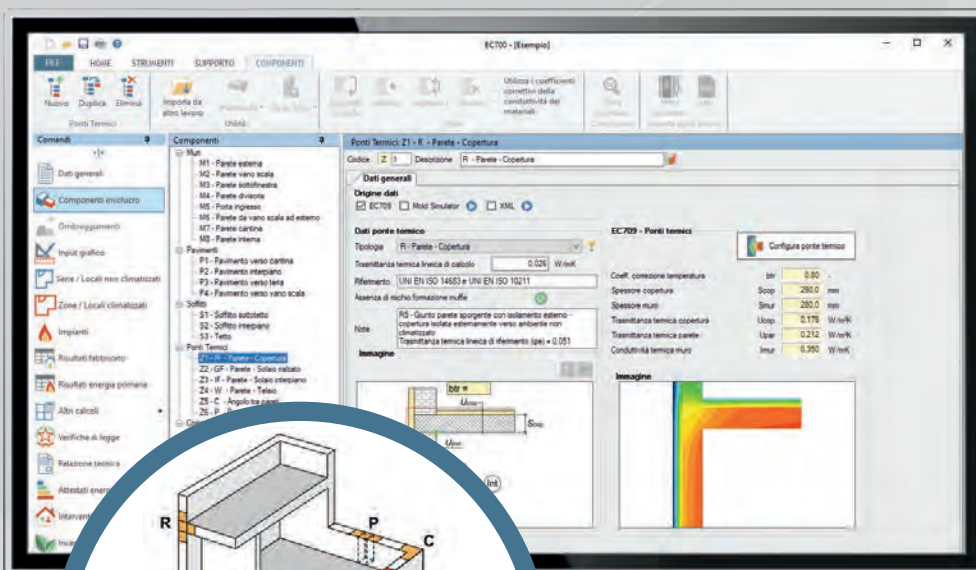 EC700 - [Esempio]
FILE HOME STRUMENTI SUPPORTO COMPONENTI
Nuovo Duplica Elimina
Importa da altro lavoro
Utilizza i coefficienti correttivi della conduttività dei materiali
Ponti Termici Utilità
Comandi
Dati generali
Componenti involucro
Ombreggiamenti
Input grafico
Serre / Locali non climatizzati
Zone / Locali climatizzati
Impianti
Risultati fabbricato
Risultati energia primaria
Altri calcoli
Verifiche di legge
Relazione tecnica
Attestati
Componenti
Muri
M1 - Parete esterna
M2 - Parete vano scala
M3 - Parete sottofinestra
M4 - Parete divisoria
M5 - Porta ingresso
M6 - Parete da vano scala ad esterno
M7 - Parete cantina
M8 - Parete interna
Pavimenti
P1 - Pavimento verso cantina
P2 - Pavimento interpiano
P3 - Pavimento verso terra
P4 - Pavimento verso vano scala
Soffitti
S1 - Soffitto sottotetto
S2 - Soffitto interpiano
S3 - Tetto
Ponti Termici
Z1 - R - Parete - Copertura
Z2 - GF - Parete - Solaio rialzato
Z3 - IF - Parete - Solaio interpiano
Z4 - W - Parete - Telaio
Z5 - C - Angolo tra pareti
Z6 - P
Ponti Termici: Z1 - R - Parete - Copertura
Codice Z 1 Descrizione R - Parete - Copertura
Dati generali
Origine dati
EC709 Mold Simulator XML
Dati ponte termico
Tipologia R - Parete - Copertura
Trasmittanza termica lineica di calcolo 0.026 W/mK
Riferimento UNI EN ISO 14683 e UNI EN ISO 10211
Assenza di rischio formazione muffe
Note
R5 - Giunto parete sporgente con isolamento esterno - copertura isolata esternamente verso ambiente non climatizzato
Trasmittanza termica lineica di riferimento (φe) = 0,051
Immagine
btr =
Ucop
Scop
Upar
Int
EC709 - Ponti termici
Configura ponte termico
Coeff. correzione temperatura btr 0.80 -
Spessore copertura Scop 290,0 mm
Spessore muro Smur 280,0 mm
Trasmittanza termica copertura Ucop 0.179 W/m²K
Trasmittanza termica parete Upar 0.212 W/m²K
Conduttività termica muro λmur 0.350 W/mK
Immagine
R
P
C